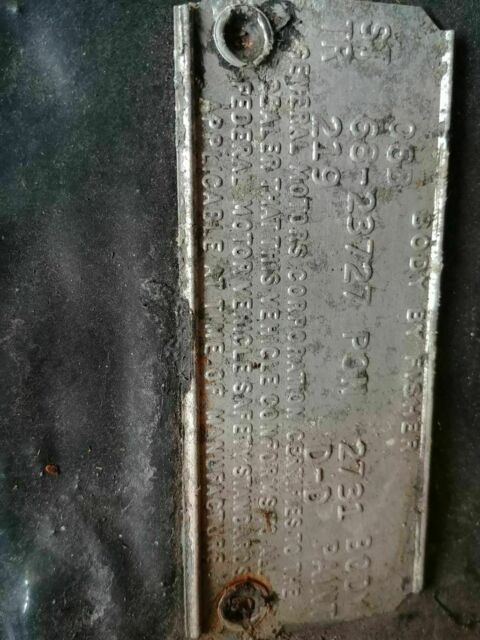 BODY BY FISHER
ST 68-23727 PON 2731 BODY
TR 219 D-D PAINT
GENERAL MOTORS CORPORATION CERTIFIES TO THE
DEALER THAT THIS VEHICLE CONFORMS TO ALL
FEDERAL MOTOR VEHICLE SAFETY STANDARDS
APPLICABLE AT TIME OF MANUFACTURE